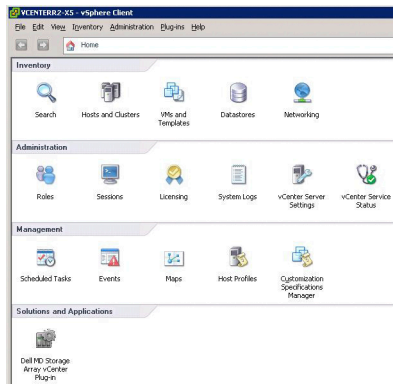 VCENTERR2-X5 - vSphere Client
File Edit View Inventory Administration Plug-ins Help
Home
Inventory
Search Hosts and Clusters VMs and Datastores Networking
Templates
Administration
Roles Sessions Licensing System Logs vCenter Server vCenter Service
Settings Status
Management
Scheduled Tasks Events Maps Host Profiles Customization
Specifications
Manager
Solutions and Applications
Dell MD Storage
Array vCenter
Plug-in